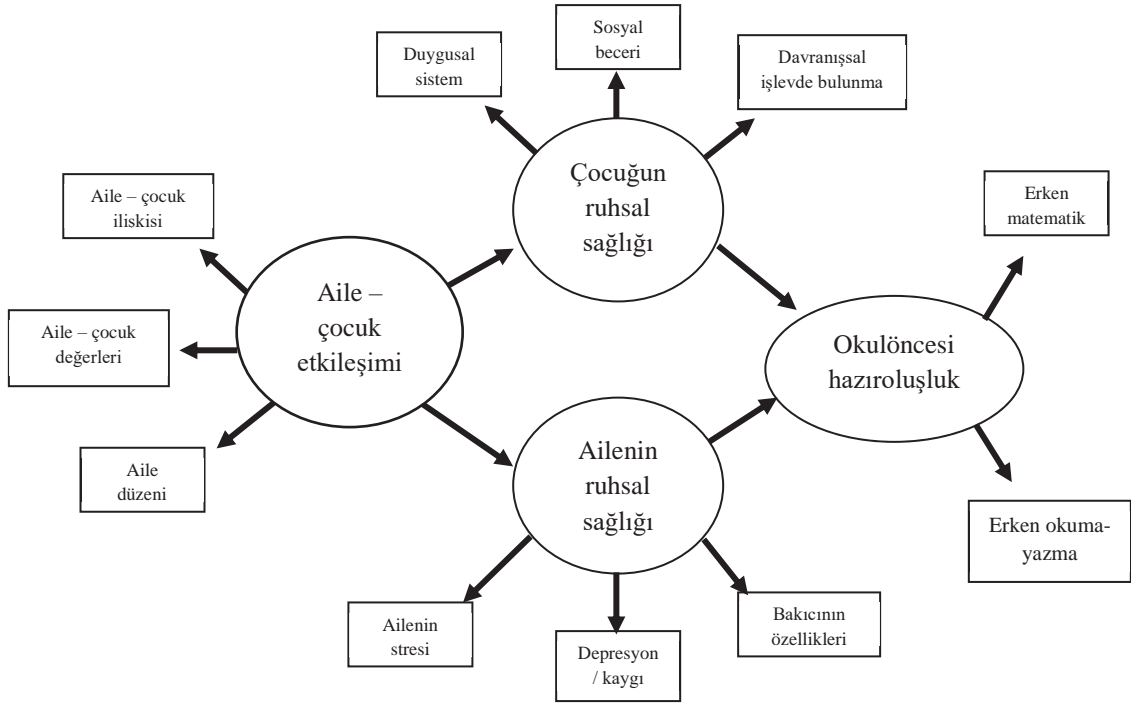 Sosyal
beceri
Duygusal
sistem
Davranışsal
işlevde bulunma
Çocuğun
ruhsal
sağlığı
Aile – çocuk
iliskisi
Erken
matematik
Aile –
çocuk
etkileşimi
Aile – çocuk
değerleri
Okulöncesi
hazıroluşluk
Aile
düzeni
Ailenin
ruhsal
sağlığı
Erken okuma-
yazma
Ailenin
stresi
Depresyon
/ kaygı
Bakıcının
özellikleri